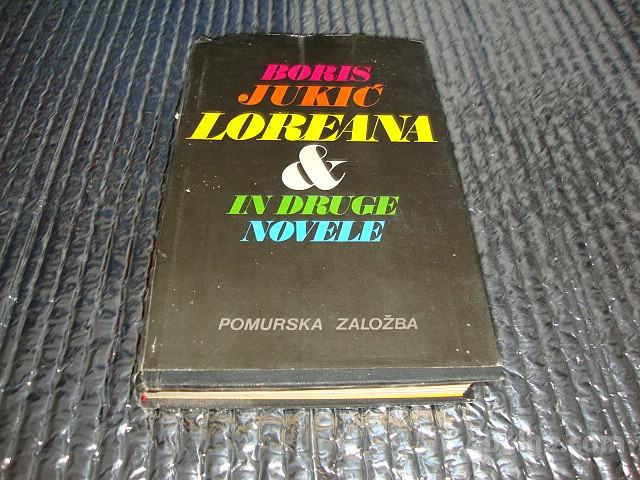 BORIS
JUKIĆ
LOREANA
&
IN DRUGE
NOVELE
POMURSKA ZALOŽBA